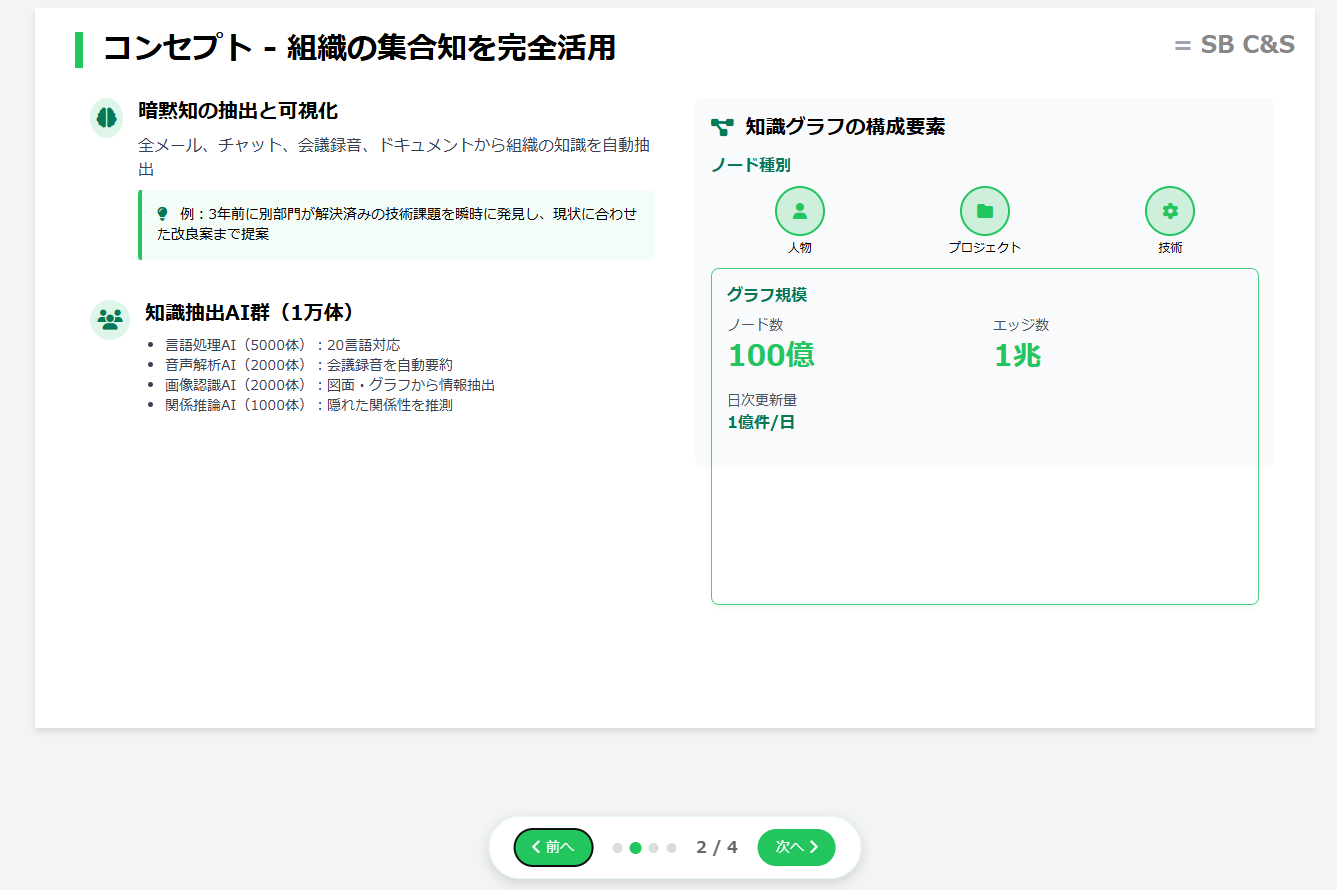 コンセプト - 組織の集合知を完全活用
= SB C&S
暗黙知の抽出と可視化
全メール、チャット、会議録音、ドキュメントから組織の知識を自動抽
出
例：3年前に別部門が解決済みの技術課題を瞬時に発見し、現状に合わせ
た改良案まで提案
知識抽出AI群（1万体）
言語処理AI（5000体）：20言語対応
音声解析AI（2000体）：会議録音を自動要約
画像認識AI（2000体）：図面・グラフから情報抽出
関係推論AI（1000体）：隠れた関係性を推測
知識グラフの構成要素
ノード種別
人物
プロジェクト
技術
グラフ規模
ノード数
エッジ数
100億
1兆
日次更新量
1億件/日
前へ
2 / 4
次へ